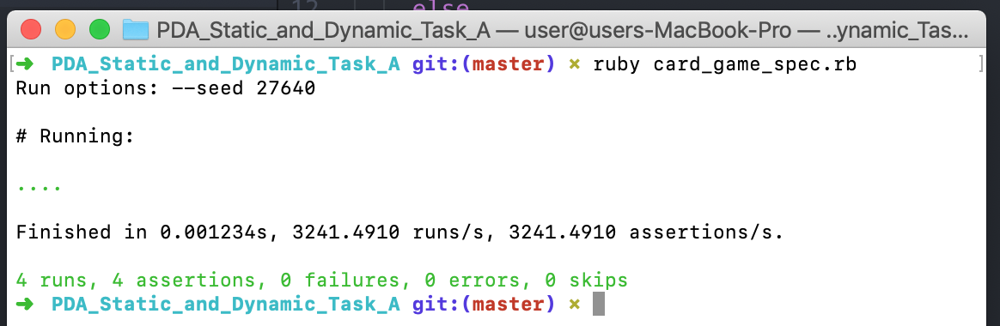 12 else
PDA_Static_and_Dynamic_Task_A — user@users-MacBook-Pro — ..ynamic_Tas...
[➜ PDA_Static_and_Dynamic_Task_A git:(master) × ruby card_game_spec.rb ]
Run options: --seed 27640
# Running:
....
Finished in 0.001234s, 3241.4910 runs/s, 3241.4910 assertions/s.
4 runs, 4 assertions, 0 failures, 0 errors, 0 skips
➜ PDA_Static_and_Dynamic_Task_A git:(master) ×